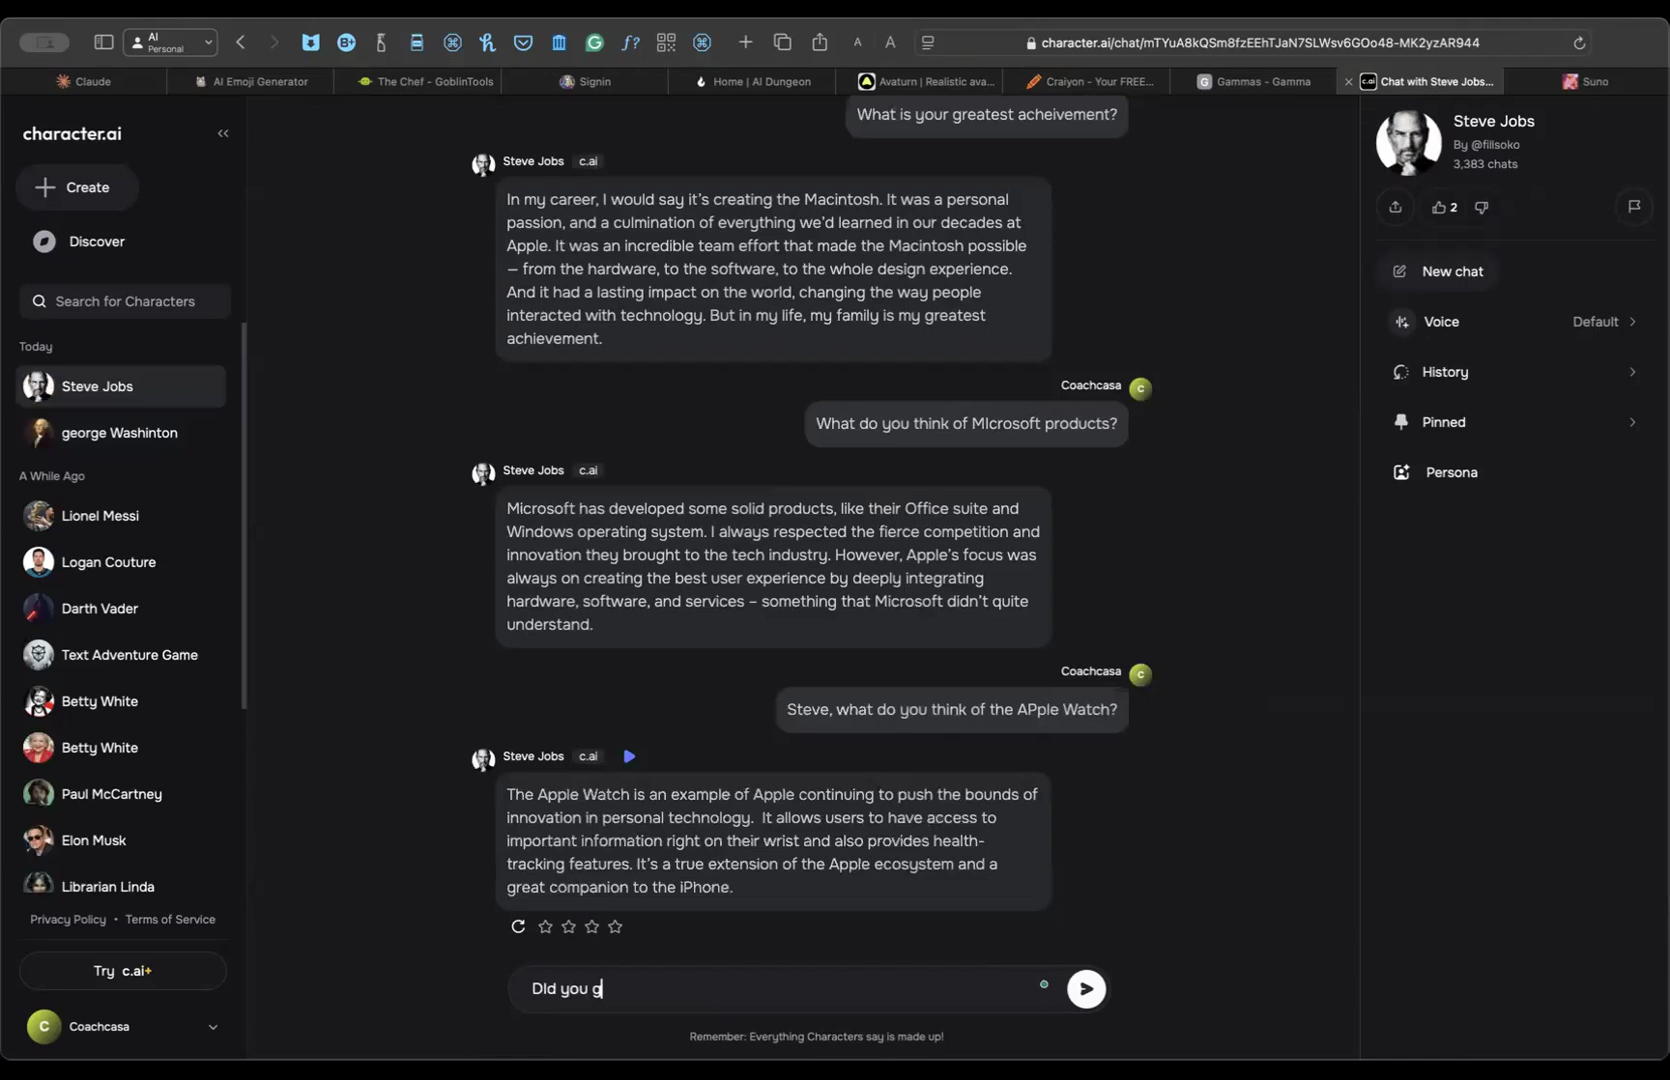 AI
Personal
character.ai/chat/mTYuA8kQSm8fzEEhTJaN7SLWsv6GOo48-MK2yzAR944
Claude
AI Emoji Generator
The Chef - GoblinTools
Signin
Home | AI Dungeon
Avaturn | Realistic ava...
Craiyon - Your FREE...
Gammas - Gamma
Chat with Steve Jobs...
Suno
character.ai
Create
Discover
Search for Characters
Today
Steve Jobs
george Washinton
A While Ago
Lionel Messi
Logan Couture
Darth Vader
Text Adventure Game
Betty White
Betty White
Paul McCartney
Elon Musk
Librarian Linda
Privacy Policy • Terms of Service
Try c.ai+
C Coachcasa
What is your greatest acheivement?
Steve Jobs c.ai
In my career, I would say it's creating the Macintosh. It was a personal
passion, and a culmination of everything we'd learned in our decades at
Apple. It was an incredible team effort that made the Macintosh possible
— from the hardware, to the software, to the whole design experience.
And it had a lasting impact on the world, changing the way people
interacted with technology. But in my life, my family is my greatest
achievement.
Coachcasa C
What do you think of MIcrosoft products?
Steve Jobs c.ai
Microsoft has developed some solid products, like their Office suite and
Windows operating system. I always respected the fierce competition and
innovation they brought to the tech industry. However, Apple's focus was
always on creating the best user experience by deeply integrating
hardware, software, and services – something that Microsoft didn't quite
understand.
Coachcasa C
Steve, what do you think of the APple Watch?
Steve Jobs c.ai
The Apple Watch is an example of Apple continuing to push the bounds of
innovation in personal technology.  It allows users to have access to
important information right on their wrist and also provides health-
tracking features. It's a true extension of the Apple ecosystem and a
great companion to the iPhone.
DId you g
Remember: Everything Characters say is made up!
Steve Jobs
By @fillsoko
3,383 chats
2
New chat
Voice Default
History
Pinned
Persona